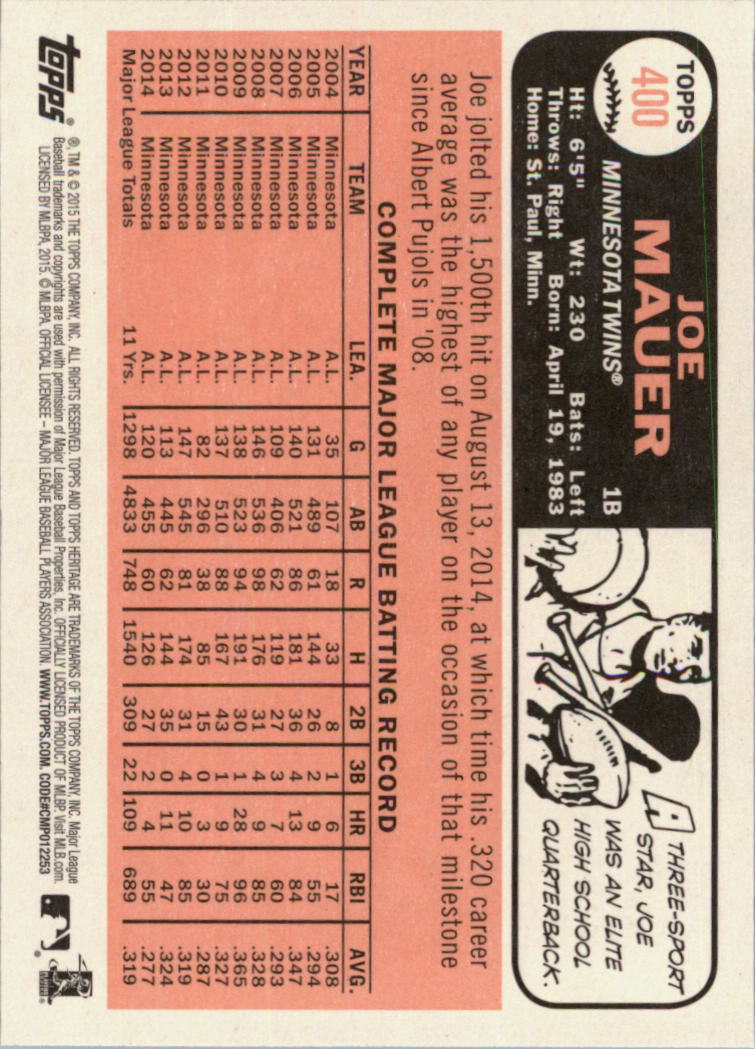 TOPPS
400
JOE
MAUER
MINNESOTA TWINS® 1B
Ht: 6'5" Wt: 230 Bats: Left
Throws: Right Born: April 19, 1983
Home: St. Paul, Minn.
A THREE-SPORT
STAR, JOE
WAS AN ELITE
HIGH SCHOOL
QUARTERBACK.
Joe jolted his 1,500th hit on August 13, 2014, at which time his .320 career
average was the highest of any player on the occasion of that milestone
since Albert Pujols in '08.
COMPLETE MAJOR LEAGUE BATTING RECORD
YEAR TEAM LEA. G AB R H 2B 3B HR RBI AVG.
2004 Minnesota A.L. 35 107 18 33 8 1 6 17 .308
2005 Minnesota A.L. 131 489 61 144 26 2 9 55 .294
2006 Minnesota A.L. 140 521 86 181 36 4 13 84 .347
2007 Minnesota A.L. 109 406 62 119 27 3 7 60 .293
2008 Minnesota A.L. 146 536 98 176 31 4 9 85 .328
2009 Minnesota A.L. 138 523 94 191 30 1 28 96 .365
2010 Minnesota A.L. 137 510 88 167 43 1 9 75 .327
2011 Minnesota A.L. 82 296 38 85 15 0 3 30 .287
2012 Minnesota A.L. 147 545 81 174 31 4 10 85 .319
2013 Minnesota A.L. 113 445 62 144 35 0 11 47 .324
2014 Minnesota A.L. 120 455 60 126 27 2 4 55 .277
Major League Totals 11 Yrs. 1298 4833 748 1540 309 22 109 689 .319
topps®
®, TM & © 2015 THE TOPPS COMPANY, INC. ALL RIGHTS RESERVED. TOPPS AND TOPPS HERITAGE ARE TRADEMARKS OF THE TOPPS COMPANY, INC. Major League
Baseball trademarks and copyrights are used with permission of Major League Baseball Properties, Inc. OFFICIALLY LICENSED PRODUCT OF MLBP Visit MLB.com.
LICENSED BY MLBPA, 2015. © MLBPA. OFFICIAL LICENSEE – MAJOR LEAGUE BASEBALL PLAYERS ASSOCIATION. WWW.TOPPS.COM. CODE#CMP012253